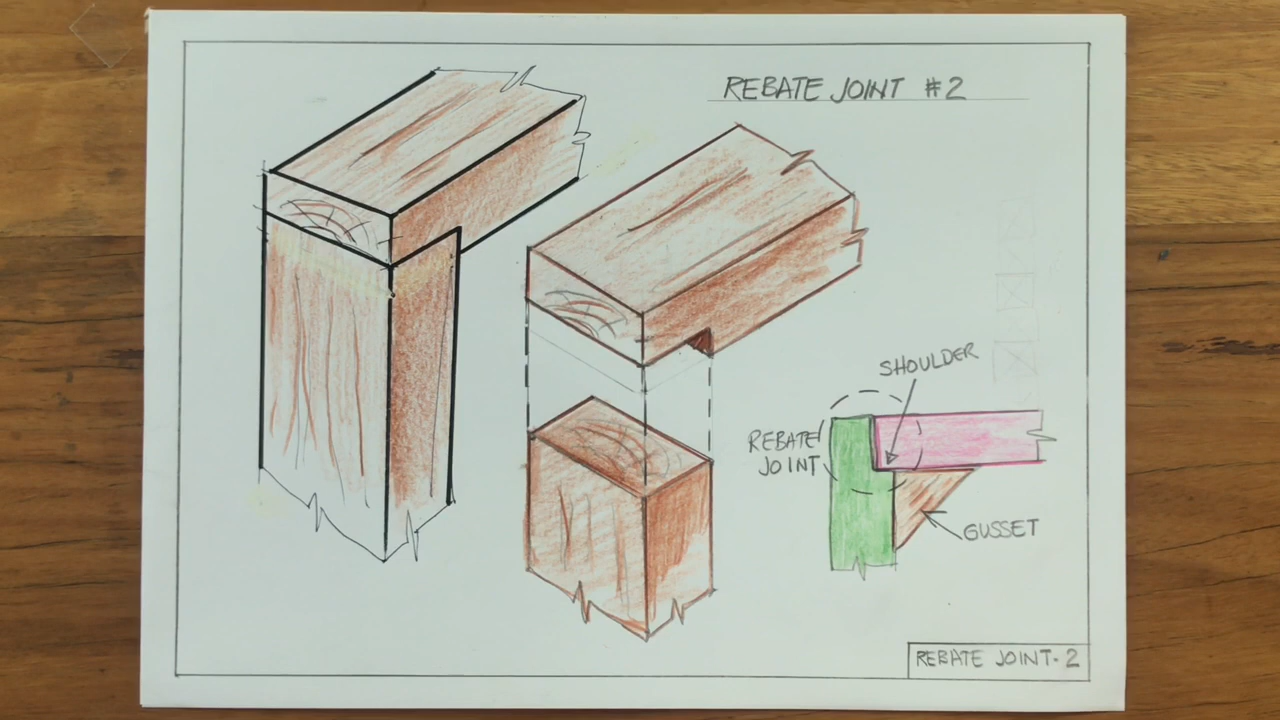 REBATE JOINT #2
SHOULDER
REBATE
JOINT
GUSSET
REBATE JOINT-2